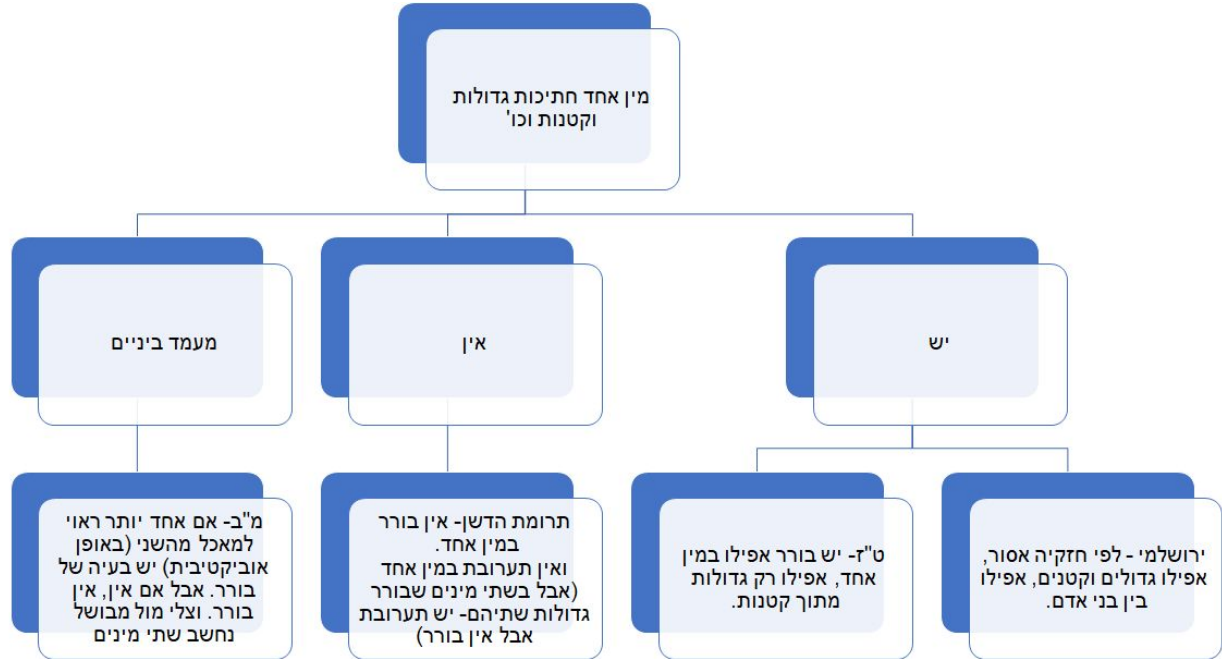 מין אחד חתיכות גדולות
וקטנות וכו'
יש
אין
מעמד ביניים
ירושלמי - לפי חזקיה אסור,
אפילו גדולים וקטנים, אפילו
בין בני אדם.
ט"ז- יש בורר אפילו במין
אחד, אפילו רק גדולות
מתוך קטנות.
תרומת הדשן- אין בורר
במין אחד.
ואין תערובת במין אחד
(אבל בשתי מינים שבורר
גדולות שתיהם- יש תערובת
אבל אין בורר)
מ"ב- אם אחד יותר ראוי
למאכל מהשני (באופן
אוביקטיבית) יש בעיה של
בורר. אבל אם אין, אין
בורר. וצלי מול מבושל
נחשב שתי מינים